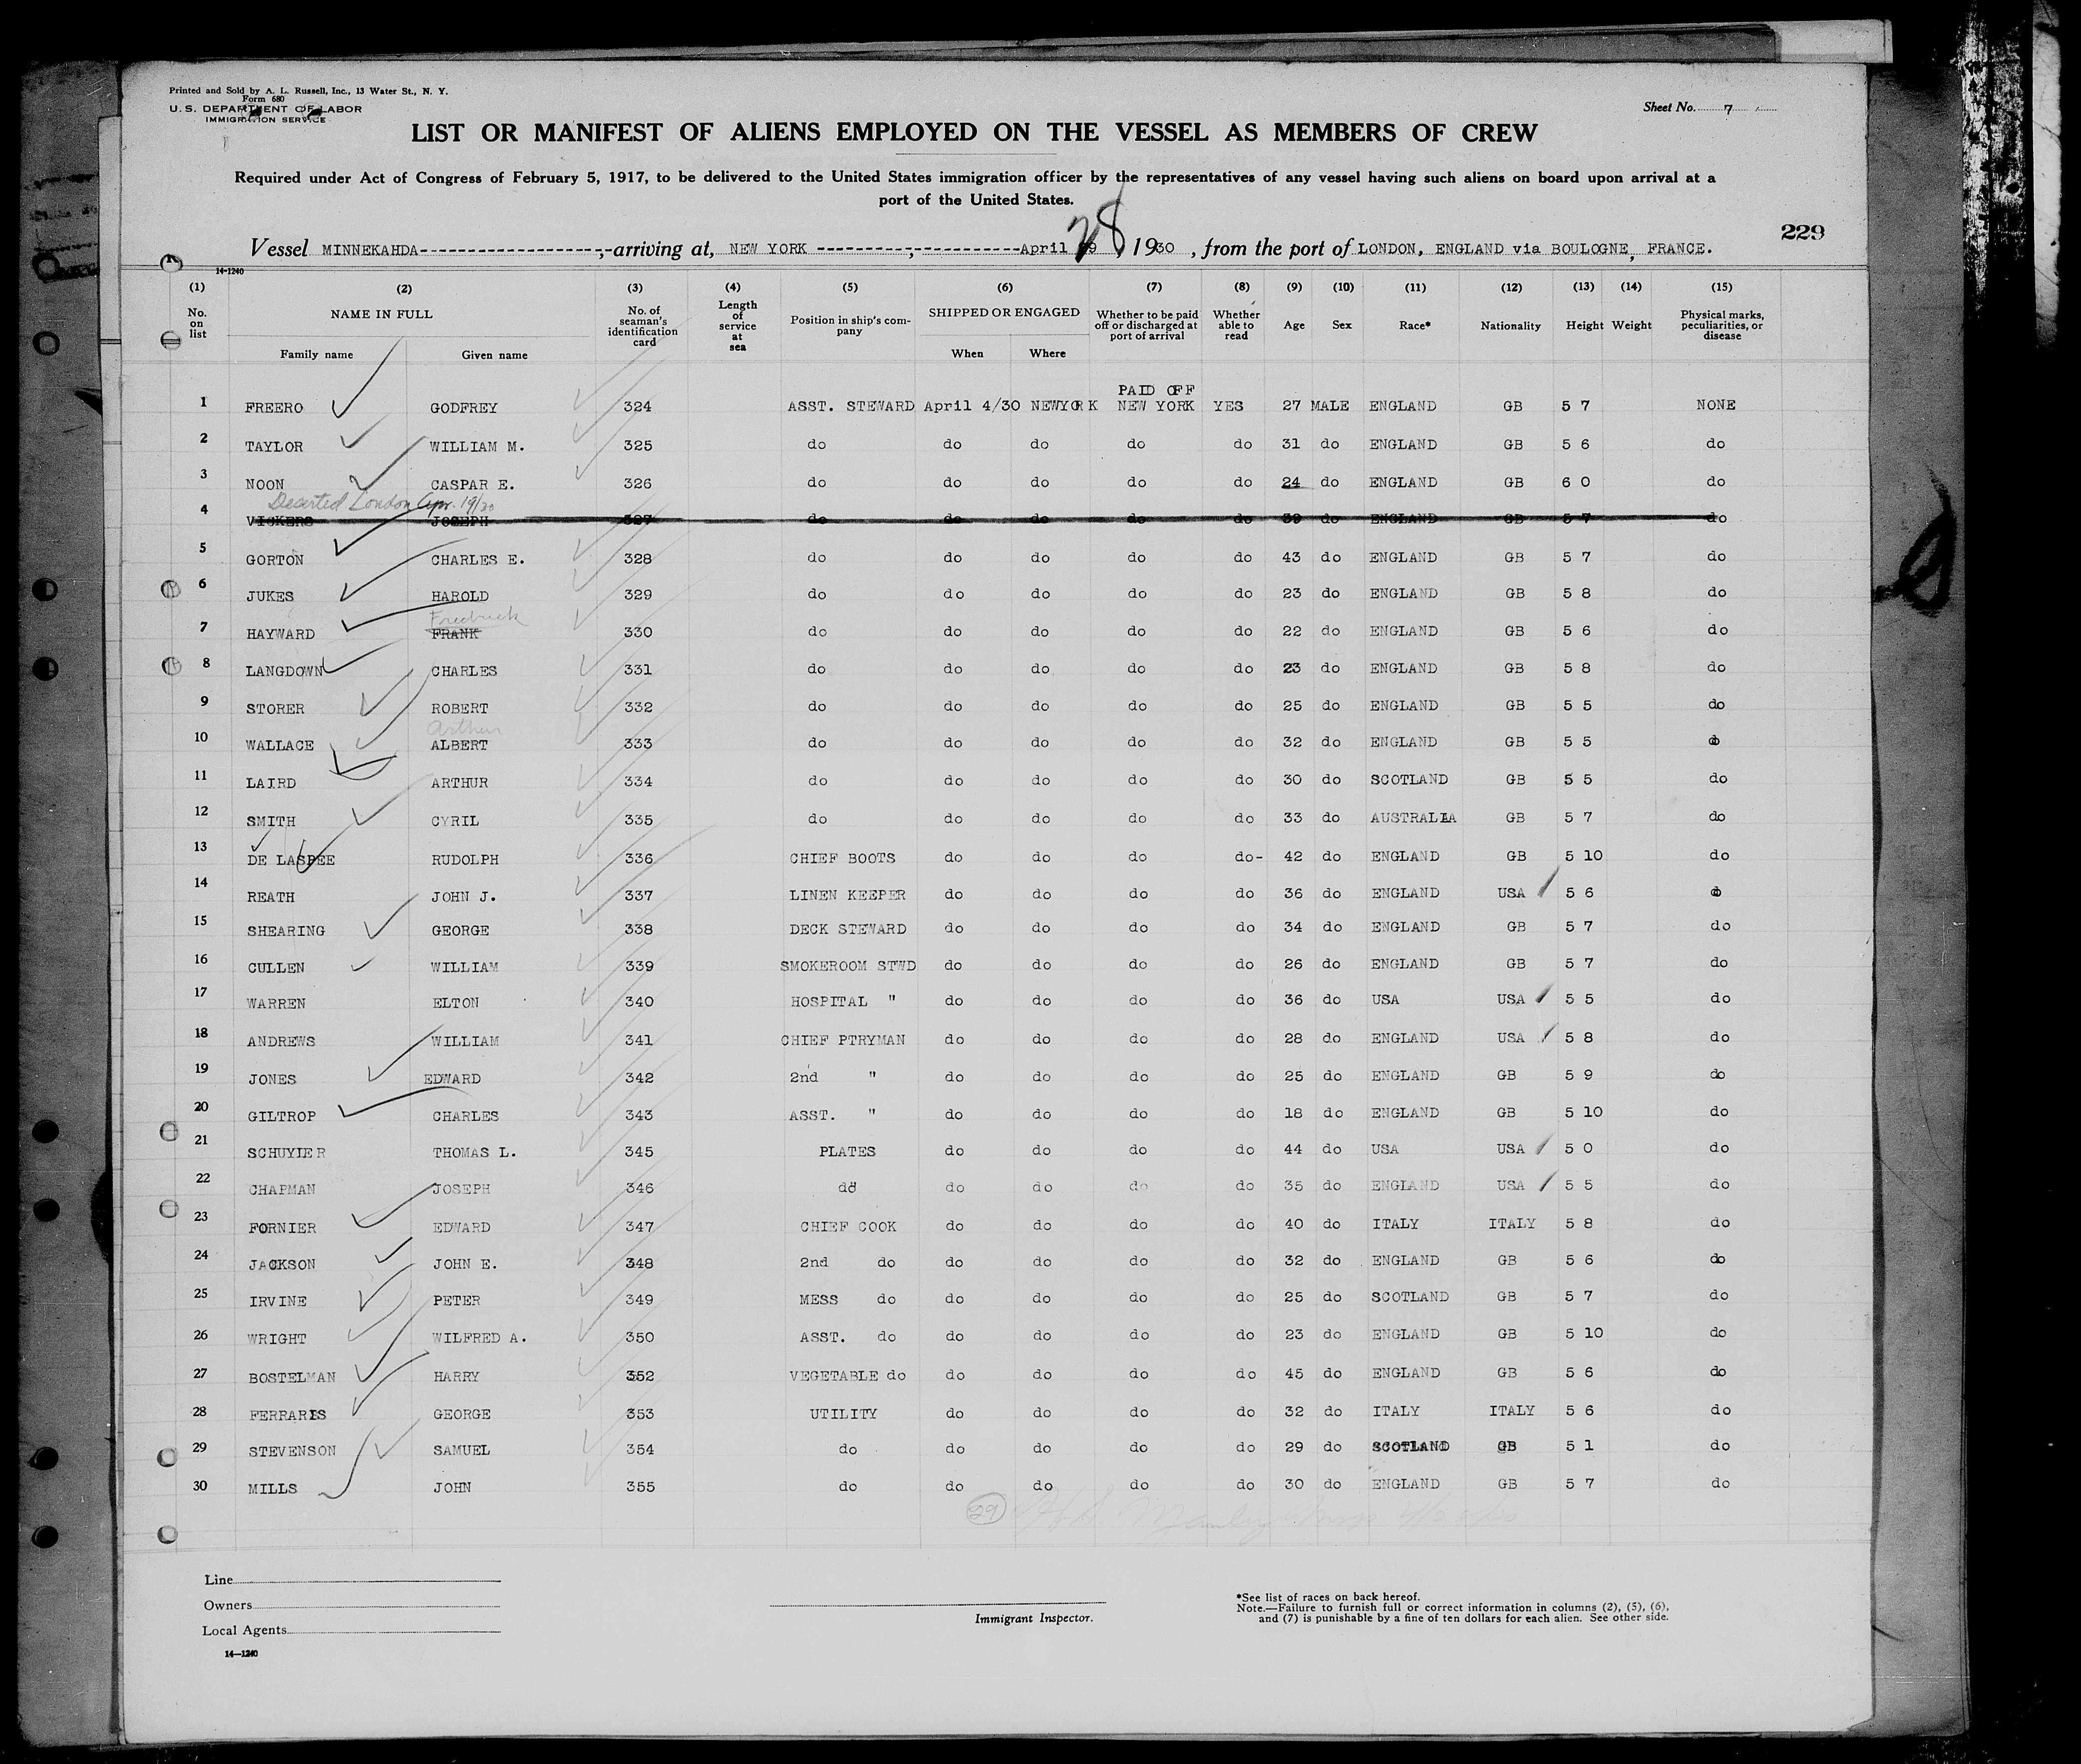 Printed and Sold by A. L. Russell, Inc., 13 Water St., N. Y.
Form 680
U. S. DEPARTMENT OF LABOR
IMMIGRATION SERVICE
Sheet No. 7
LIST OR MANIFEST OF ALIENS EMPLOYED ON THE VESSEL AS MEMBERS OF CREW
Required under Act of Congress of February 5, 1917, to be delivered to the United States immigration officer by the representatives of any vessel having such aliens on board upon arrival at a
port of the United States.
229
Vessel MINNEKAHDA, arriving at, NEW YORK, April 28, 1930, from the port of LONDON, ENGLAND via BOULOGNE, FRANCE.
14-1240
(1) (2) (3) (4) (5) (6) (7) (8) (9) (10) (11) (12) (13) (14) (15)
No. on list NAME IN FULL No. of seaman's identification card Length of service at sea Position in ship's company SHIPPED OR ENGAGED Whether to be paid off or discharged at port of arrival Whether able to read Age Sex Race* Nationality Height Weight Physical marks, peculiarities, or disease
Family name Given name When Where
PAID OFF
1 FREERO GODFREY 324 ASST. STEWARD April 4/30 NEWYORK NEW YORK YES 27 MALE ENGLAND GB 5 7 NONE
2 TAYLOR WILLIAM M. 325 do do do do do 31 do ENGLAND GB 5 6 do
3 NOON CASPAR E. 326 do do do do do 24 do ENGLAND GB 6 0 do
Deserted London Apr. 19/30
4 VICKERS JOSEPH 327 do do do do do 39 do ENGLAND GB 5 7 do
5 GORTON CHARLES E. 328 do do do do do 43 do ENGLAND GB 5 7 do
6 JUKES HAROLD 329 do do do do do 23 do ENGLAND GB 5 8 do
Fredrick
7 HAYWARD FRANK 330 do do do do do 22 do ENGLAND GB 5 6 do
8 LANGDOWN CHARLES 331 do do do do do 23 do ENGLAND GB 5 8 do
9 STORER ROBERT 332 do do do do do 25 do ENGLAND GB 5 5 do
Arthur
10 WALLACE ALBERT 333 do do do do do 32 do ENGLAND GB 5 5 do
11 LAIRD ARTHUR 334 do do do do do 30 do SCOTLAND GB 5 5 do
12 SMITH CYRIL 335 do do do do do 33 do AUSTRALIA GB 5 7 do
13 DE LASPEE RUDOLPH 336 CHIEF BOOTS do do do do- 42 do ENGLAND GB 5 10 do
14 REATH JOHN J. 337 LINEN KEEPER do do do do 36 do ENGLAND USA 5 6 do
15 SHEARING GEORGE 338 DECK STEWARD do do do do 34 do ENGLAND GB 5 7 do
16 CULLEN WILLIAM 339 SMOKEROOM STWD do do do do 26 do ENGLAND GB 5 7 do
17 WARREN ELTON 340 HOSPITAL " do do do do 36 do USA USA 5 5 do
18 ANDREWS WILLIAM 341 CHIEF PTRYMAN do do do do 28 do ENGLAND USA 5 8 do
19 JONES EDWARD 342 2nd " do do do do 25 do ENGLAND GB 5 9 do
20 GILTROP CHARLES 343 ASST. " do do do do 18 do ENGLAND GB 5 10 do
21 SCHUYIER THOMAS L. 345 PLATES do do do do 44 do USA USA 5 0 do
22 CHAPMAN JOSEPH 346 do do do do do 35 do ENGLAND USA 5 5 do
23 FORNIER EDWARD 347 CHIEF COOK do do do do 40 do ITALY ITALY 5 8 do
24 JACKSON JOHN E. 348 2nd do do do do do 32 do ENGLAND GB 5 6 do
25 IRVINE PETER 349 MESS do do do do do 25 do SCOTLAND GB 5 7 do
26 WRIGHT WILFRED A. 350 ASST. do do do do do 23 do ENGLAND GB 5 10 do
27 BOSTELMAN HARRY 352 VEGETABLE do do do do do 45 do ENGLAND GB 5 6 do
28 FERRARIS GEORGE 353 UTILITY do do do do 32 do ITALY ITALY 5 6 do
29 STEVENSON SAMUEL 354 do do do do do 29 do SCOTLAND GB 5 1 do
30 MILLS JOHN 355 do do do do do 30 do ENGLAND GB 5 7 do
29
Line
Owners
Local Agents
Immigrant Inspector.
*See list of races on back hereof.
Note.—Failure to furnish full or correct information in columns (2), (5), (6),
and (7) is punishable by a fine of ten dollars for each alien. See other side.
14—1240